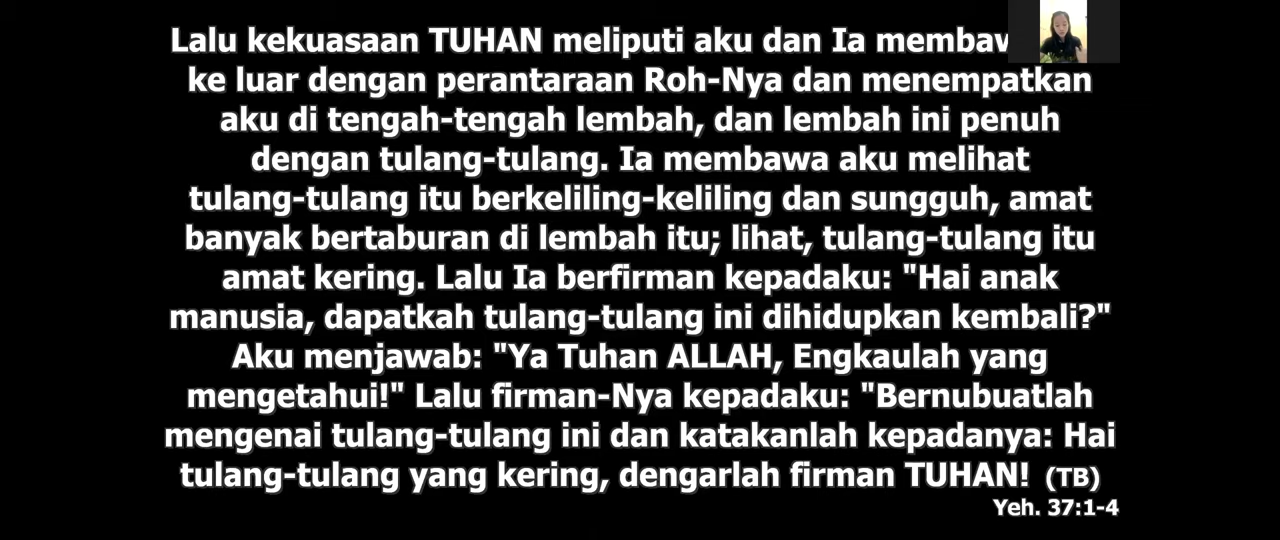 Lalu kekuasaan TUHAN meliputi aku dan Ia
ke luar dengan perantaraan Roh-Nya dan menempatkan
aku di tengah-tengah lembah, dan lembah ini penuh
dengan tulang-tulang. Ia membawa aku melihat
tulang-tulang itu berkeliling-keliling dan sungguh, amat
banyak bertaburan di lembah itu; lihat, tulang-tulang itu
amat kering. Lalu Ia berfirman kepadaku: "Hai anak
manusia, dapatkah tulang-tulang ini dihidupkan kembali?"
Aku menjawab: "Ya Tuhan ALLAH, Engkaulah yang
mengetahui!" Lalu firman-Nya kepadaku: "Bernubuatlah
mengenai tulang-tulang ini dan katakanlah kepadanya: Hai
tulang-tulang yang kering, dengarlah firman TUHAN! (TB)
Yeh. 37:1-4